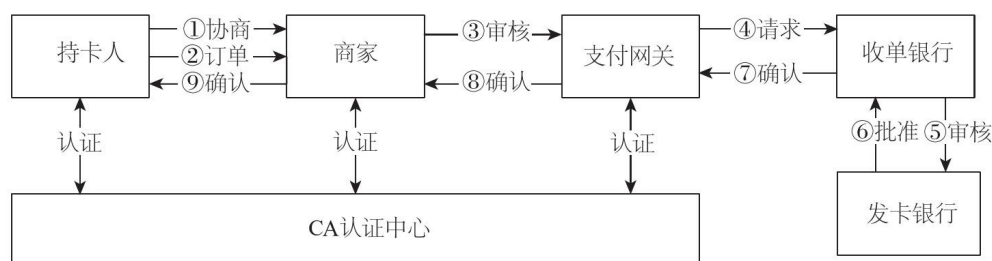 ①协商
②订单
⑨确认
持卡人
商家
③审核
⑧确认
支付网关
④请求
⑦确认
收单银行
认证
认证
认证
⑥批准
⑤审核
发卡银行
CA认证中心